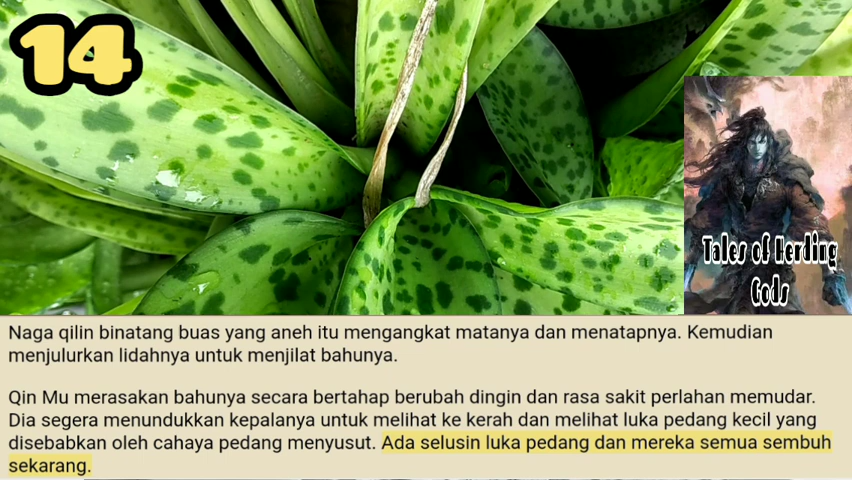 14
Tales of Herding
Gods
Naga qilin binatang buas yang aneh itu mengangkat matanya dan menatapnya. Kemudian
menjulurkan lidahnya untuk menjilat bahunya.
Qin Mu merasakan bahunya secara bertahap berubah dingin dan rasa sakit perlahan memudar.
Dia segera menundukkan kepalanya untuk melihat ke kerah dan melihat luka pedang kecil yang
disebabkan oleh cahaya pedang menyusut. Ada selusin luka pedang dan mereka semua sembuh
sekarang.